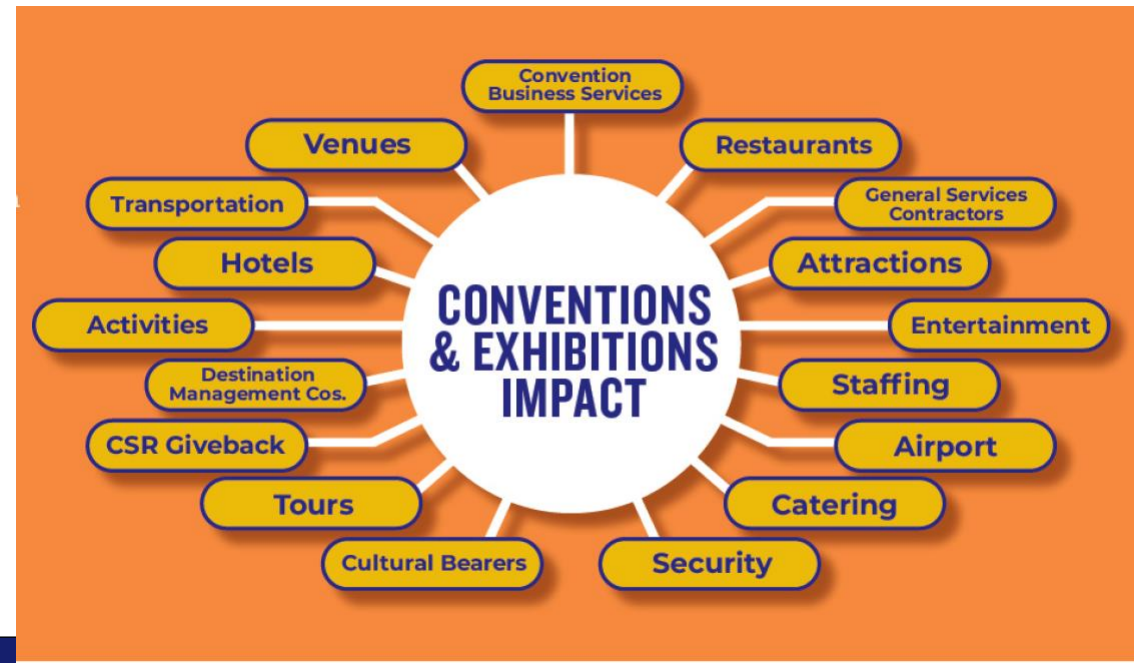 Convention
Business Services
Venues
Restaurants
Transportation
General Services
Contractors
Hotels
Attractions
Activities
CONVENTIONS
& EXHIBITIONS
IMPACT
Entertainment
Destination
Management Cos.
Staffing
CSR Giveback
Airport
Tours
Catering
Cultural Bearers
Security